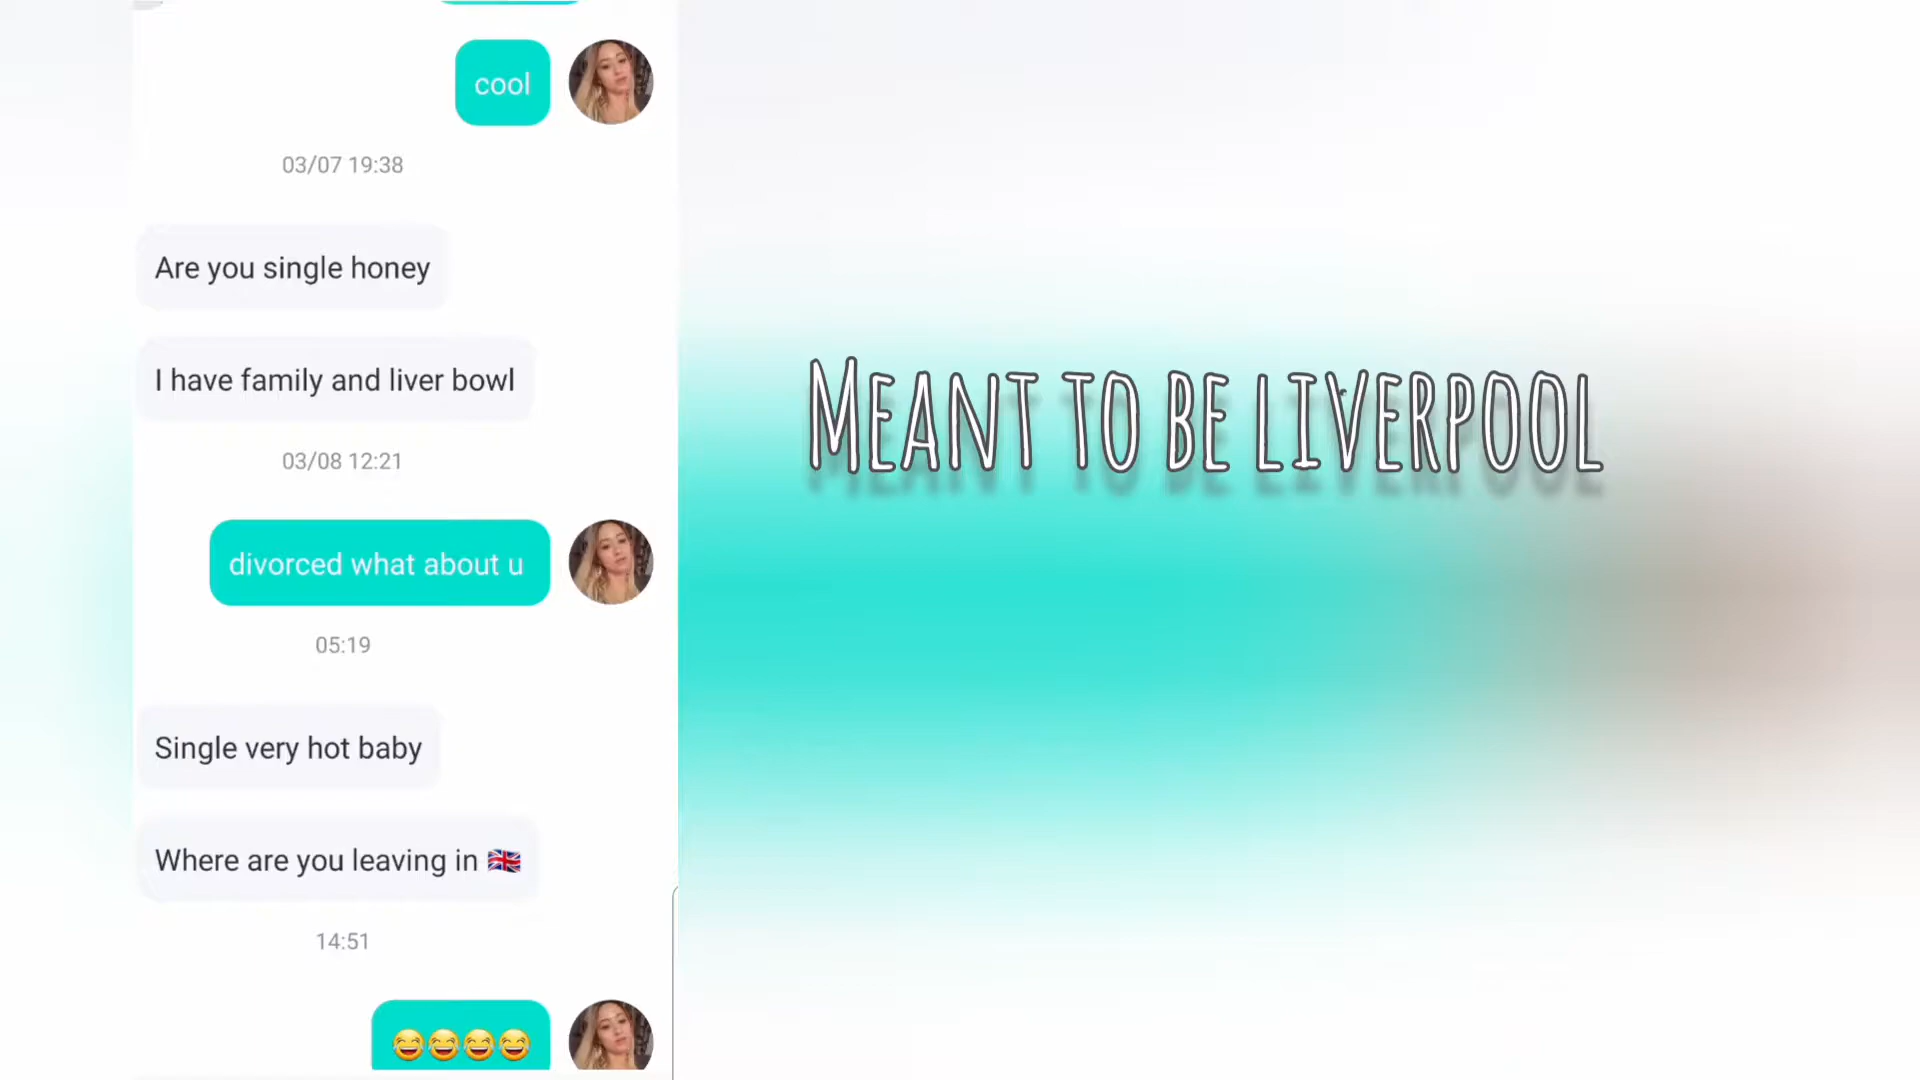 cool
03/07 19:38
Are you single honey
I have family and liver bowl
03/08 12:21
divorced what about u
05:19
Single very hot baby
Where are you leaving in 🇬🇧
14:51
😂😂😂😂
MEANT TO BE LIVERPOOL